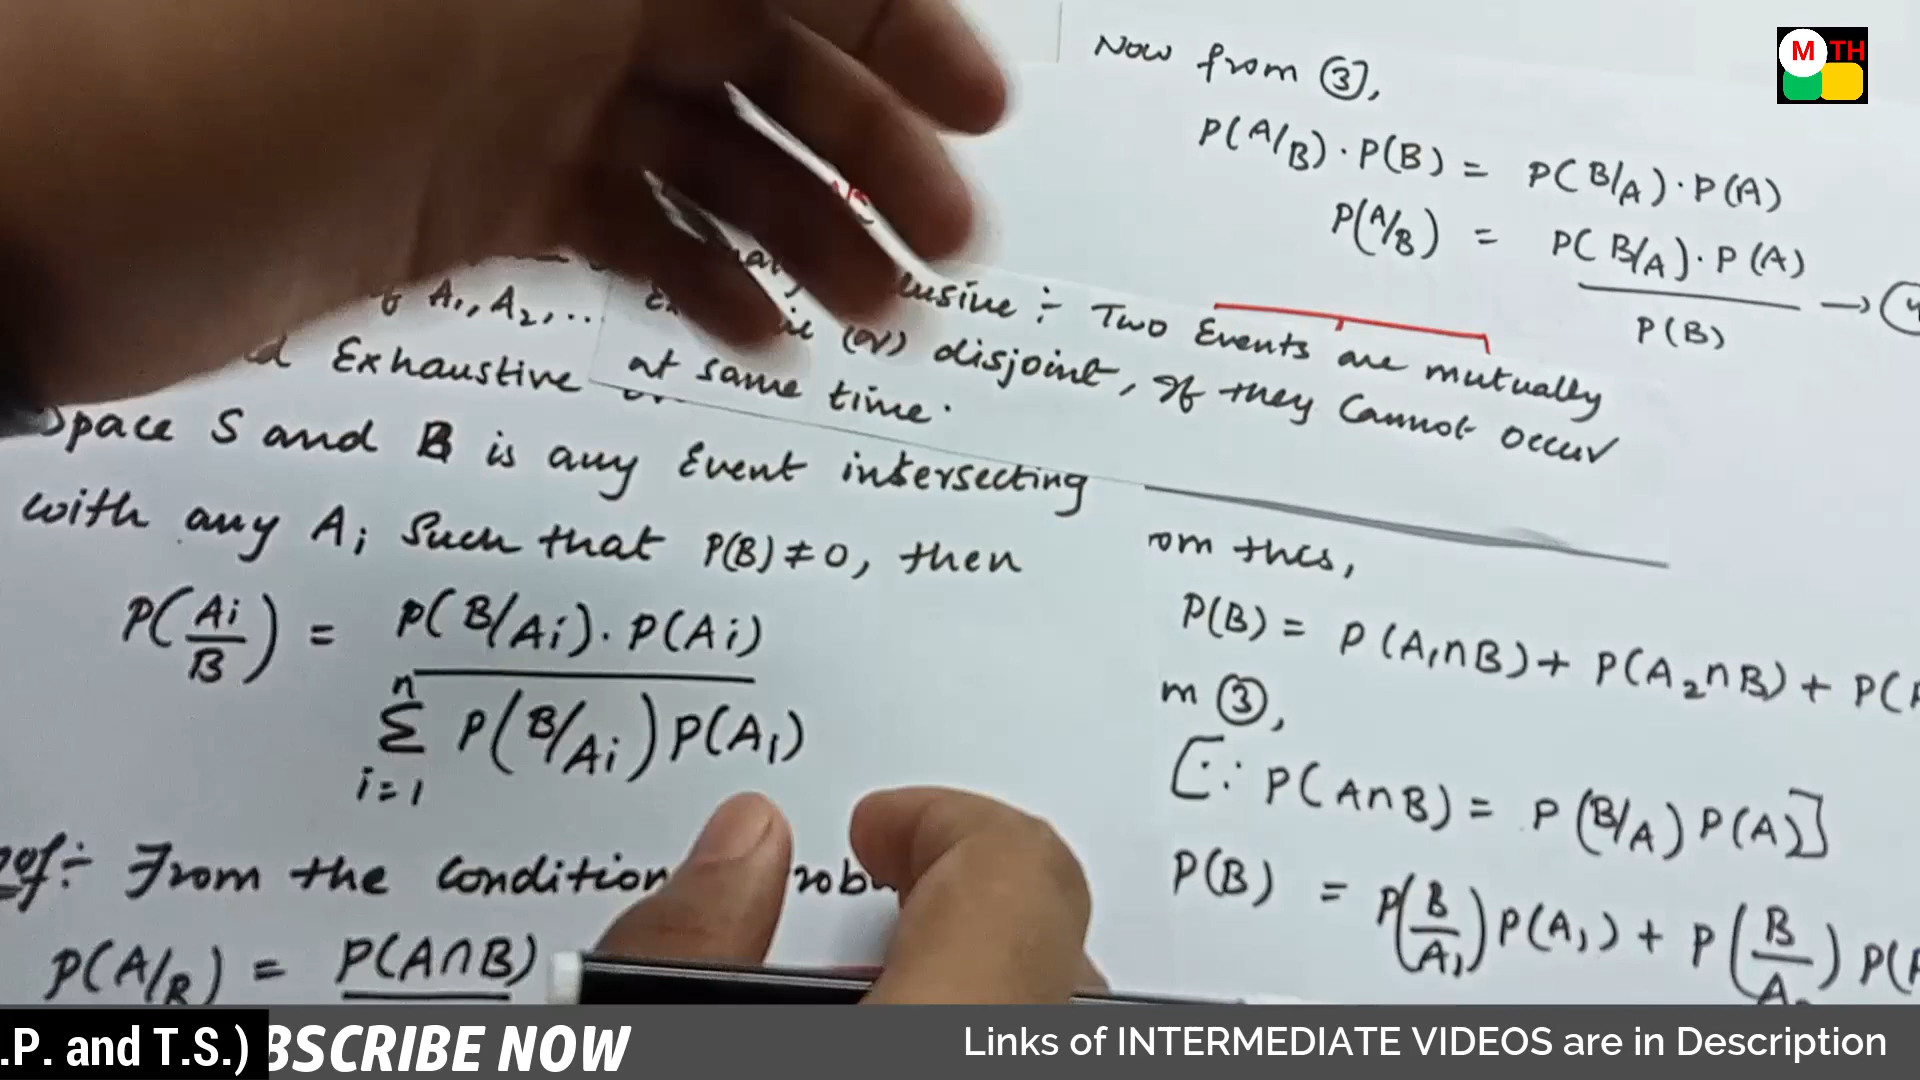 Now from ③,
P(A/B) · P(B) = P(B/A) · P(A)
P(A/B) = P(B/A) · P(A) / P(B) → ④
: Two Events are mutually
(or) disjoint, If they Cannot occur
at same time.
A₁, A₂, ...
Exhaustive
Space S and B is any Event intersecting
with any Ai Such that P(B) ≠ 0, then
P(Ai/B) = P(B/Ai) · P(Ai) / Σ i=1 n P(B/Ai) P(A₁)
From the
P(A/B) = P(A∩B)
om thes,
P(B) = P(A₁∩B) + P(A₂∩B) + P(
m ③,
[∵ P(A∩B) = P(B/A) P(A)]
P(B) = P(B/A₁) P(A₁) + P(B/A
M TH
.P. and T.S.)
BSCRIBE NOW
Links of INTERMEDIATE VIDEOS are in Description